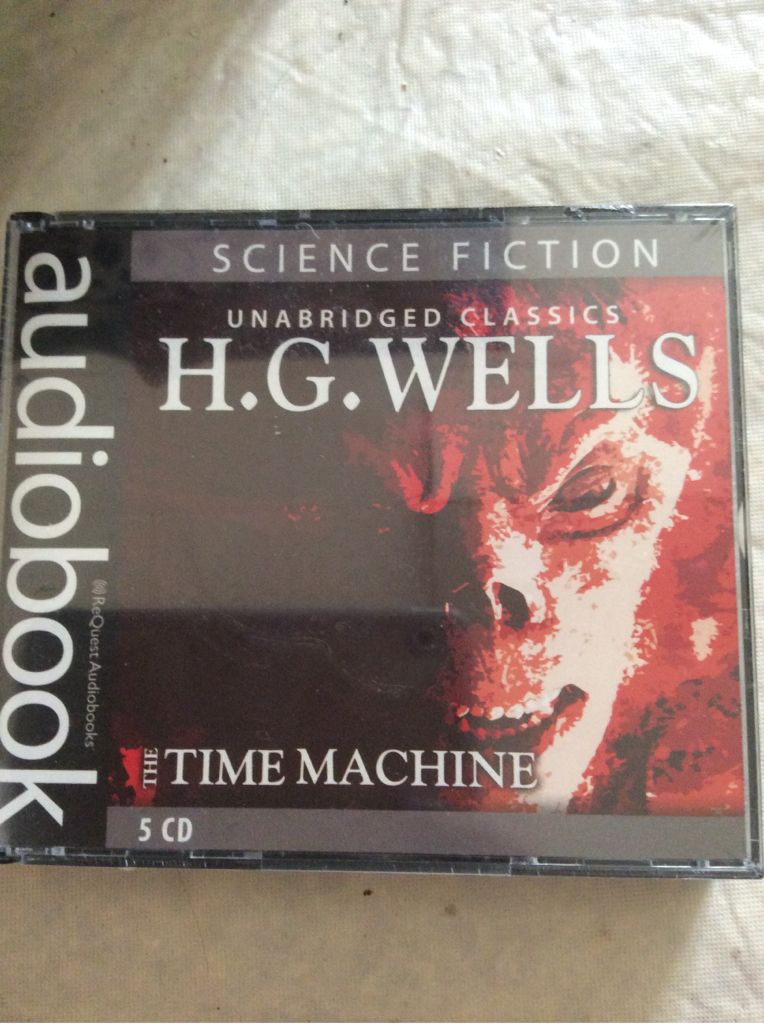 SCIENCE FICTION
UNABRIDGED CLASSICS
H.G. WELLS
THE TIME MACHINE
5 CD
audiobook
ReQuest Audiobooks